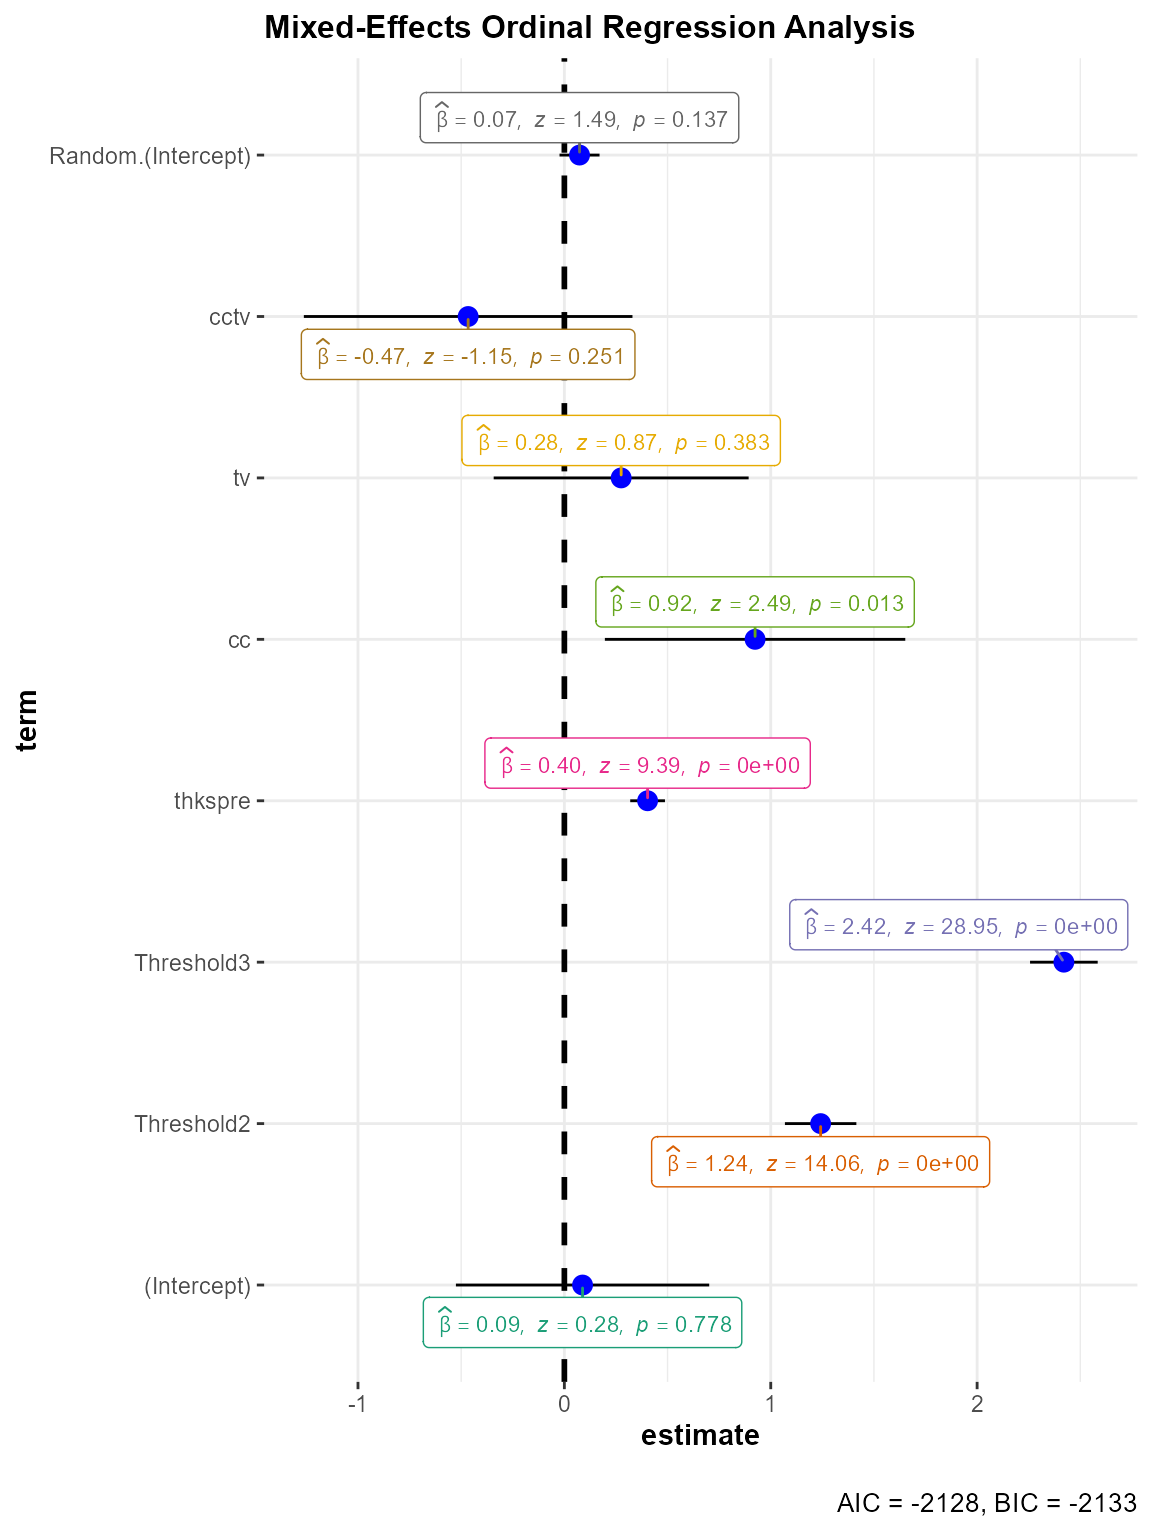 Mixed-Effects Ordinal Regression Analysis
β̂ = 0.07, z = 1.49, p = 0.137
Random.(Intercept)
cctv
β̂ = -0.47, z = -1.15, p = 0.251
β̂ = 0.28, z = 0.87, p = 0.383
tv
β̂ = 0.92, z = 2.49, p = 0.013
cc
term
β̂ = 0.40, z = 9.39, p = 0e+00
thkspre
β̂ = 2.42, z = 28.95, p = 0e+00
Threshold3
Threshold2
β̂ = 1.24, z = 14.06, p = 0e+00
(Intercept)
β̂ = 0.09, z = 0.28, p = 0.778
-1 0 1 2
estimate
AIC = -2128, BIC = -2133